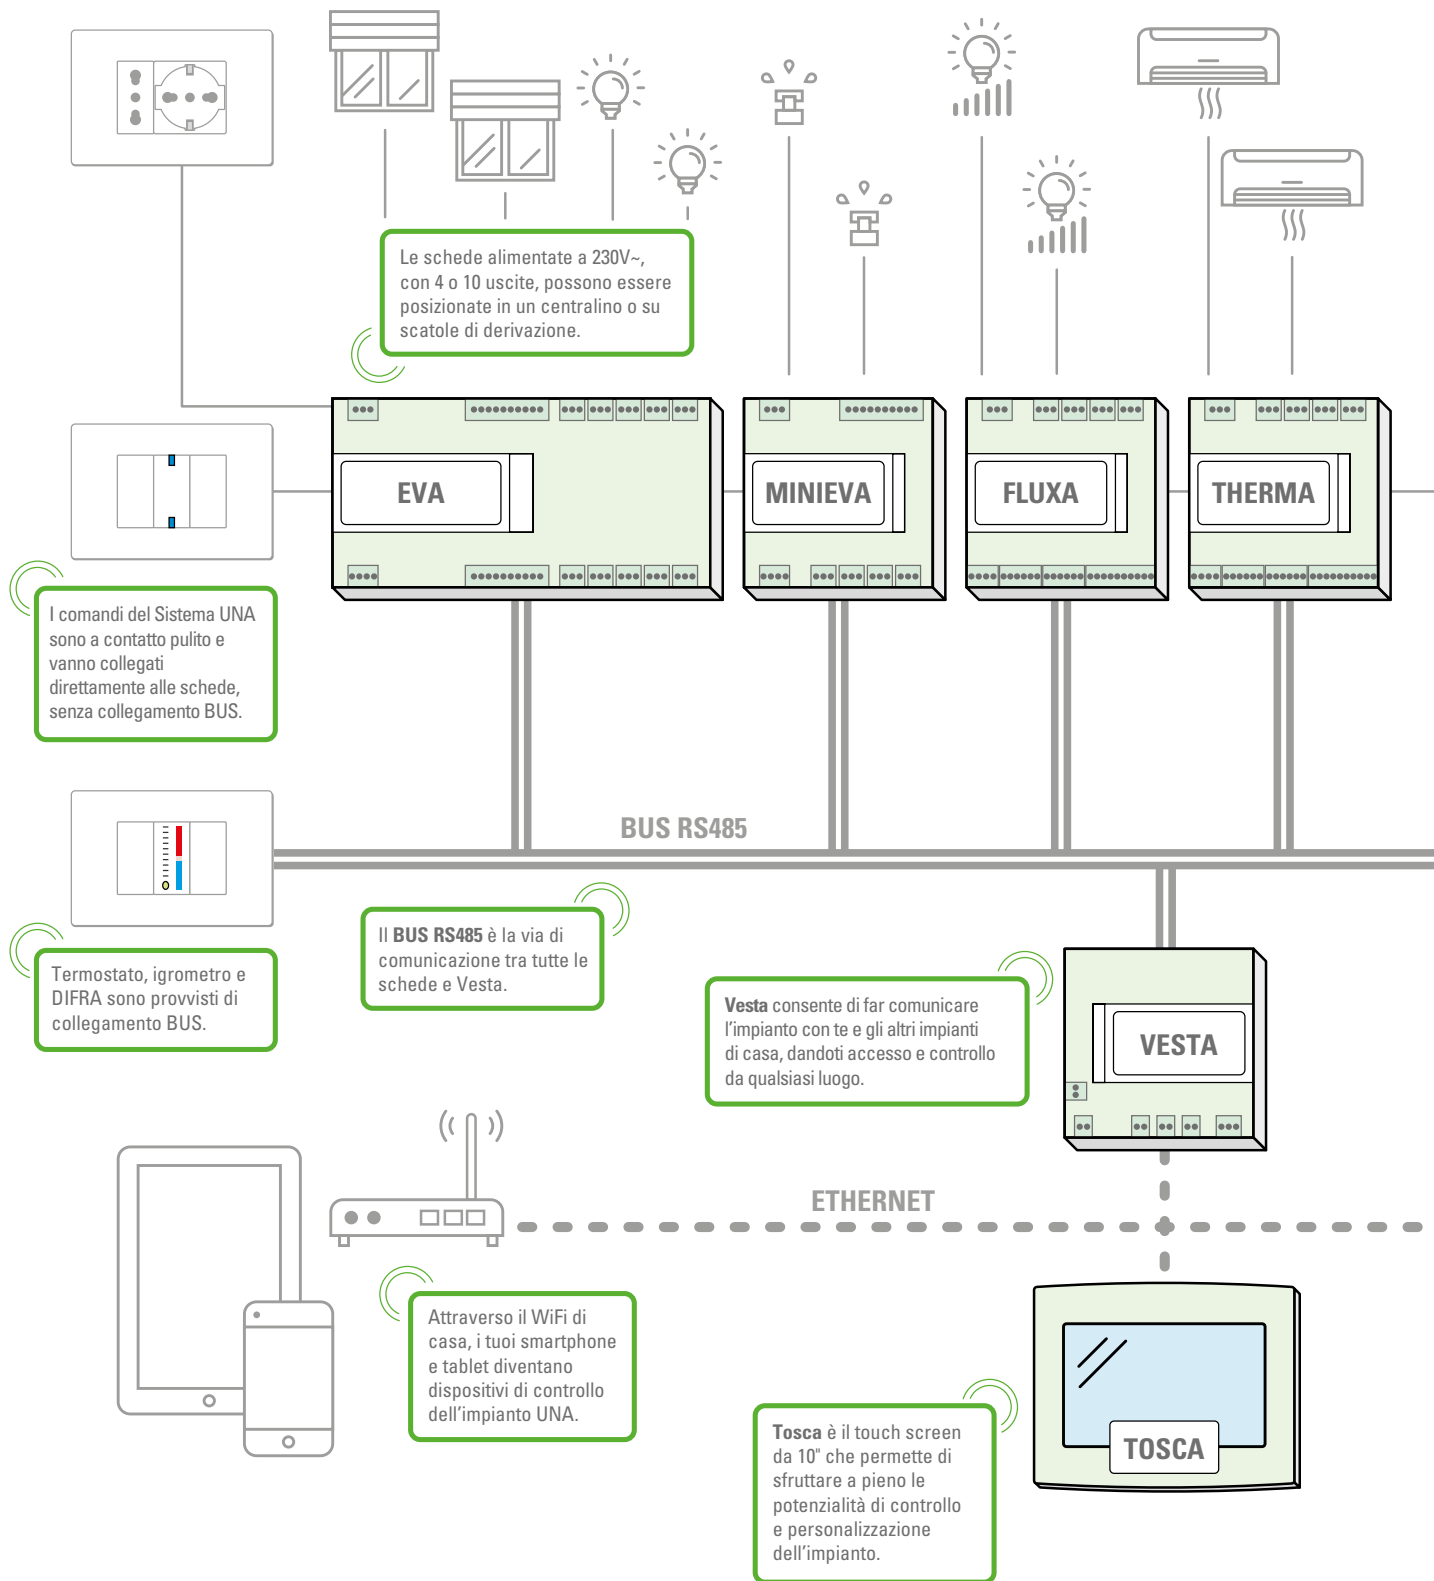 Le schede alimentate a 230V~,
con 4 o 10 uscite, possono essere
posizionate in un centralino o su
scatole di derivazione.
EVA
MINIEVA
FLUXA
THERMA
I comandi del Sistema UNA
sono a contatto pulito e
vanno collegati
direttamente alle schede,
senza collegamento BUS.
BUS RS485
Il BUS RS485 è la via di
comunicazione tra tutte le
schede e Vesta.
Termostato, igrometro e
DIFRA sono provvisti di
collegamento BUS.
Vesta consente di far comunicare
l'impianto con te e gli altri impianti
di casa, dandoti accesso e controllo
da qualsiasi luogo.
VESTA
ETHERNET
Attraverso il WiFi di
casa, i tuoi smartphone
e tablet diventano
dispositivi di controllo
dell'impianto UNA.
Tosca è il touch screen
da 10" che permette di
sfruttare a pieno le
potenzialità di controllo
e personalizzazione
dell'impianto.
TOSCA